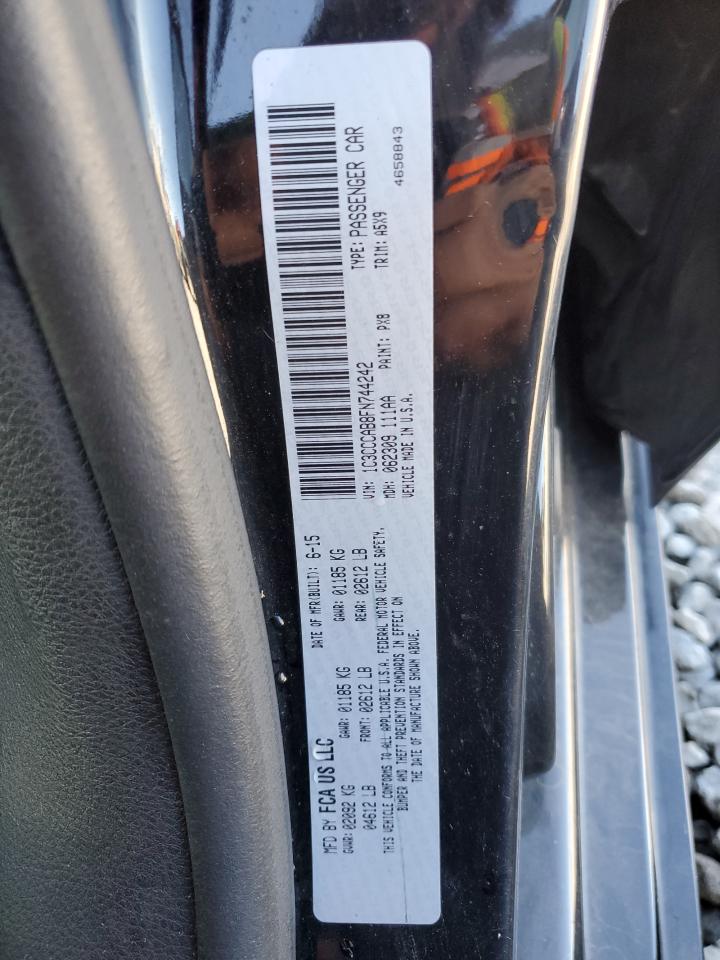 MFD BY FCA US LLC DATE OF MFR(BUILT): 6-15
GVWR: 02092 KG GAWR: 01185 KG GAWR: 01185 KG
04612 LB FRONT: 02612 LB REAR: 02612 LB
THIS VEHICLE CONFORMS TO ALL APPLICABLE U.S.A. FEDERAL MOTOR VEHICLE SAFETY,
BUMPER AND THEFT PREVENTION STANDARDS IN EFFECT ON
THE DATE OF MANUFACTURE SHOWN ABOVE.
VIN: 1C3CCCAB8FN744242 TYPE: PASSENGER CAR
MDH: 062309 111AA PAINT: PX8 TRIM: A5X9
VEHICLE MADE IN U.S.A. 4658843